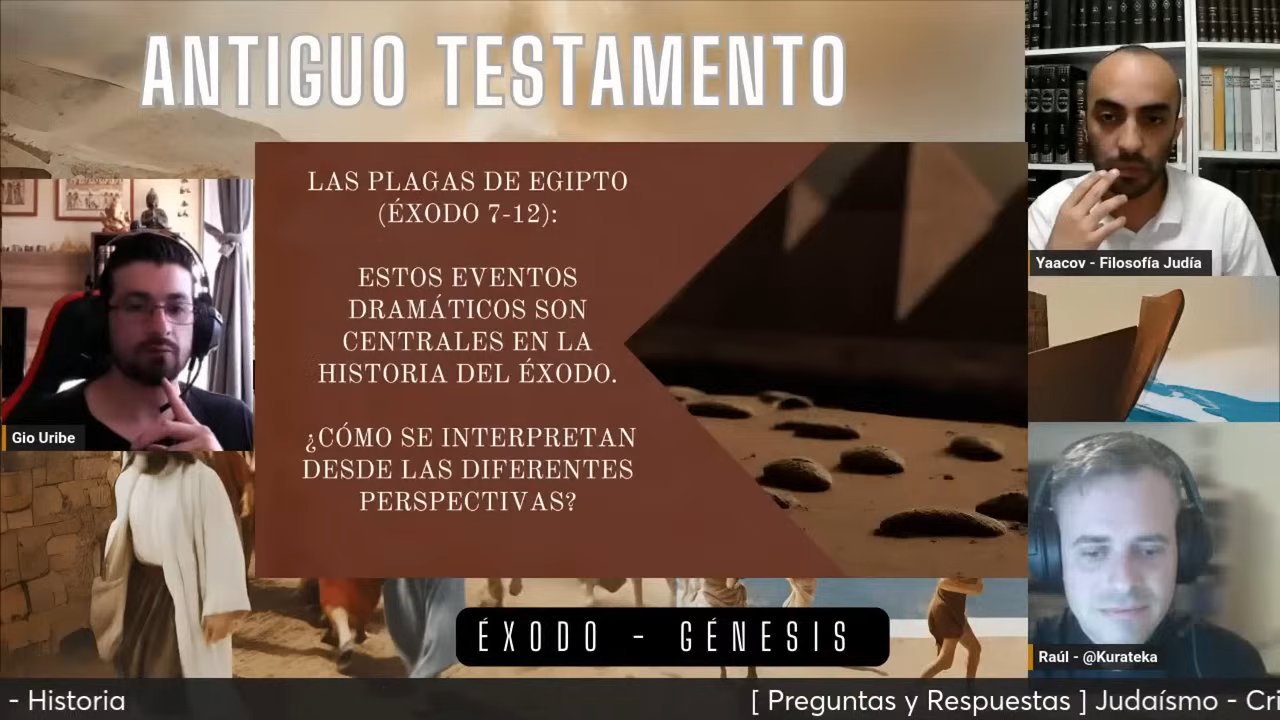 ANTIGUO TESTAMENTO
LAS PLAGAS DE EGIPTO
(ÉXODO 7-12):
ESTOS EVENTOS
DRAMÁTICOS SON
CENTRALES EN LA
HISTORIA DEL ÉXODO.
¿CÓMO SE INTERPRETAN
DESDE LAS DIFERENTES
PERSPECTIVAS?
Yaacov - Filosofía Judía
Gio Uribe
ÉXODO - GÉNESIS
Raúl - @Kurateka
- Historia
[ Preguntas y Respuestas ] Judaísmo - Cri